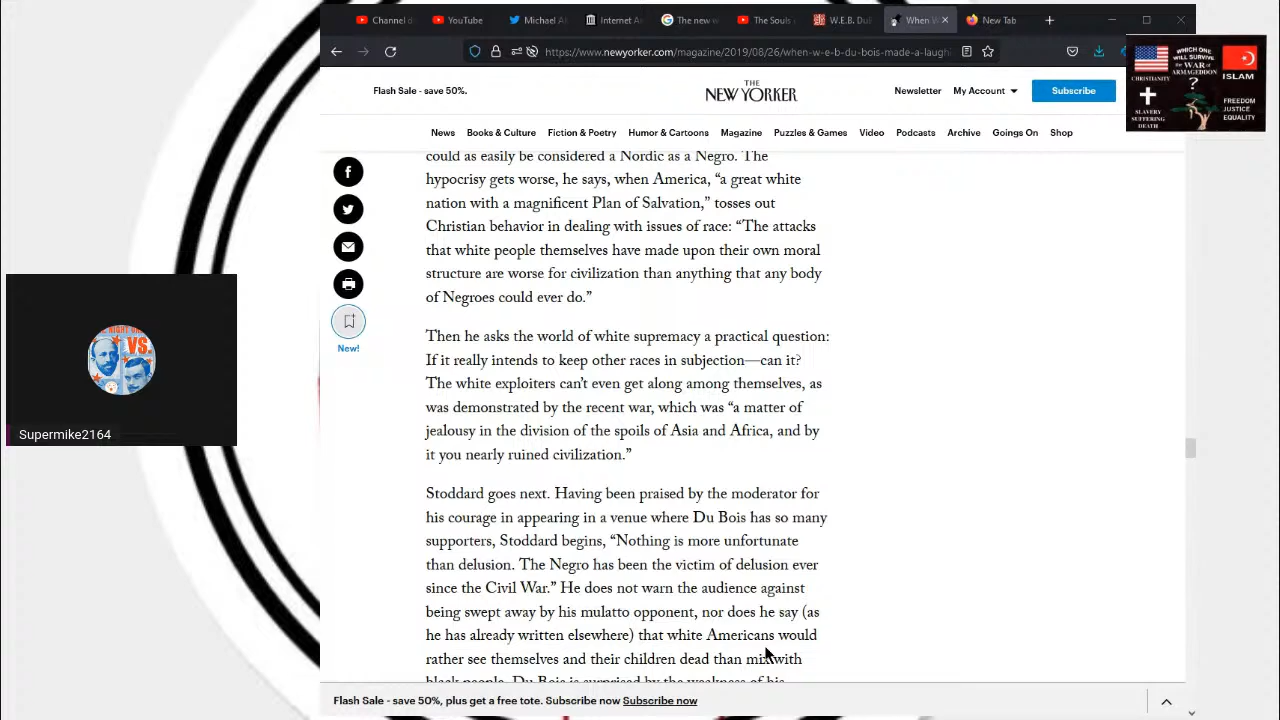 Channel d
YouTube
Michael A
Internet As
The new w
The Souls
W.E.B. DuB
When W
New Tab
https://www.newyorker.com/magazine/2019/08/26/when-w-e-b-du-bois-made-a-laugh
WHICH ONE
WILL SURVIVE
the WAR of
ARMAGEDDON
?
CHRISTIANITY
ISLAM
SLAVERY
SUFFERING
DEATH
FREEDOM
JUSTICE
EQUALITY
Flash Sale - save 50%.
THE
NEW YORKER
Newsletter
My Account
Subscribe
News Books & Culture Fiction & Poetry Humor & Cartoons Magazine Puzzles & Games Video Podcasts Archive Goings On Shop
could as easily be considered a Nordic as a Negro. The
hypocrisy gets worse, he says, when America, “a great white
nation with a magnificent Plan of Salvation,” tosses out
Christian behavior in dealing with issues of race: “The attacks
that white people themselves have made upon their own moral
structure are worse for civilization than anything that any body
of Negroes could ever do.”
New!
Then he asks the world of white supremacy a practical question:
If it really intends to keep other races in subjection—can it?
The white exploiters can’t even get along among themselves, as
was demonstrated by the recent war, which was “a matter of
jealousy in the division of the spoils of Asia and Africa, and by
it you nearly ruined civilization.”
VS.
Supermike2164
Stoddard goes next. Having been praised by the moderator for
his courage in appearing in a venue where Du Bois has so many
supporters, Stoddard begins, “Nothing is more unfortunate
than delusion. The Negro has been the victim of delusion ever
since the Civil War.” He does not warn the audience against
being swept away by his mulatto opponent, nor does he say (as
he has already written elsewhere) that white Americans would
rather see themselves and their children dead than mix with
black people. Du Bois is surprised by the weakness of his
Flash Sale - save 50%, plus get a free tote. Subscribe now Subscribe now